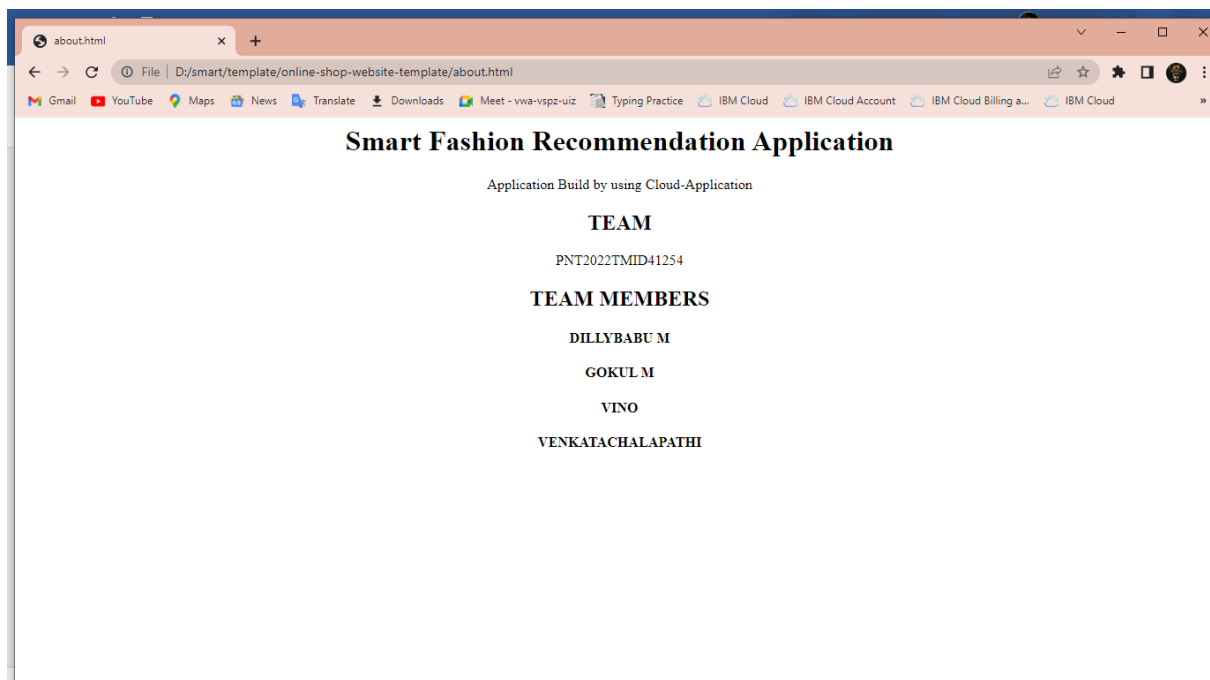 about.html
File | D:/smart/template/online-shop-website-template/about.html
Gmail YouTube Maps News Translate Downloads Meet - vwa-vspz-uiz Typing Practice IBM Cloud IBM Cloud Account IBM Cloud Billing a... IBM Cloud »
Smart Fashion Recommendation Application
Application Build by using Cloud-Application
TEAM
PNT2022TMID41254
TEAM MEMBERS
DILLYBABU M
GOKUL M
VINO
VENKATACHALAPATHI